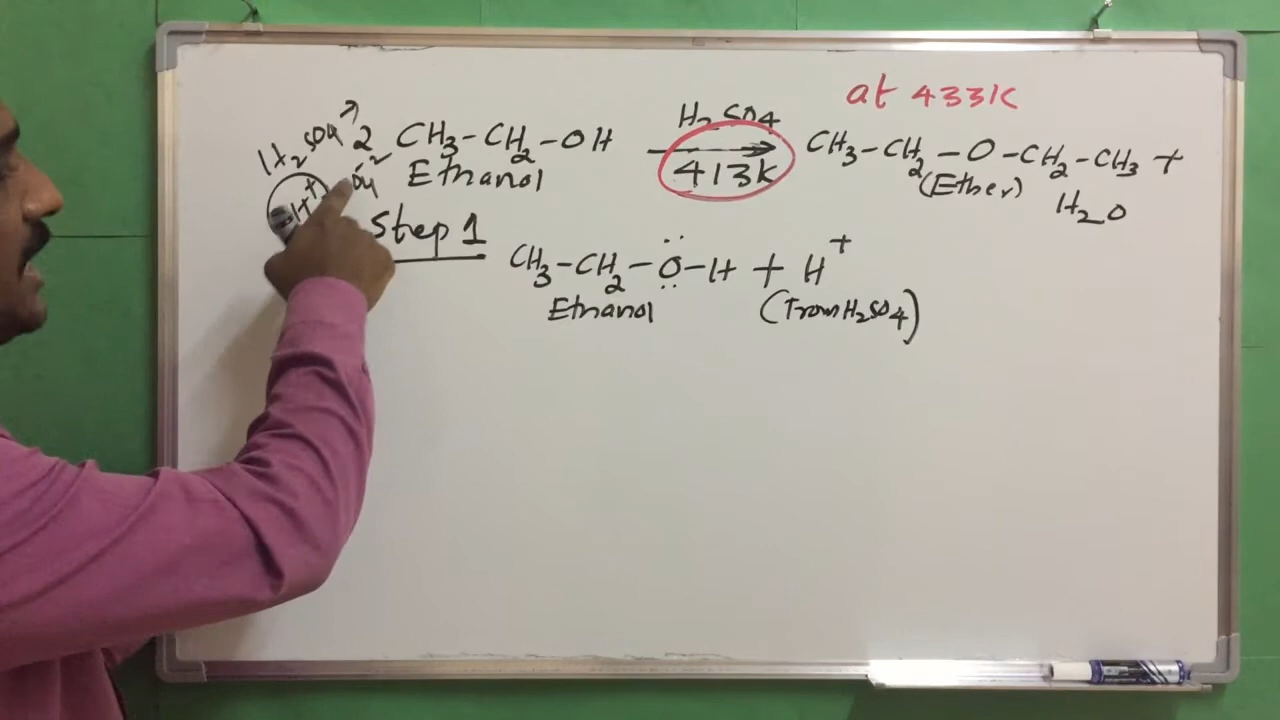 at 433K
H₂SO₄ → 2 CH₃-CH₂-OH H₂SO₄ 413K CH₃-CH₂-O-CH₂-CH₃ +
H⁺ Ethanol (Ether) H₂O
Step 1
CH₃-CH₂-Ö-H + H⁺
Ethanol (From H₂SO₄)